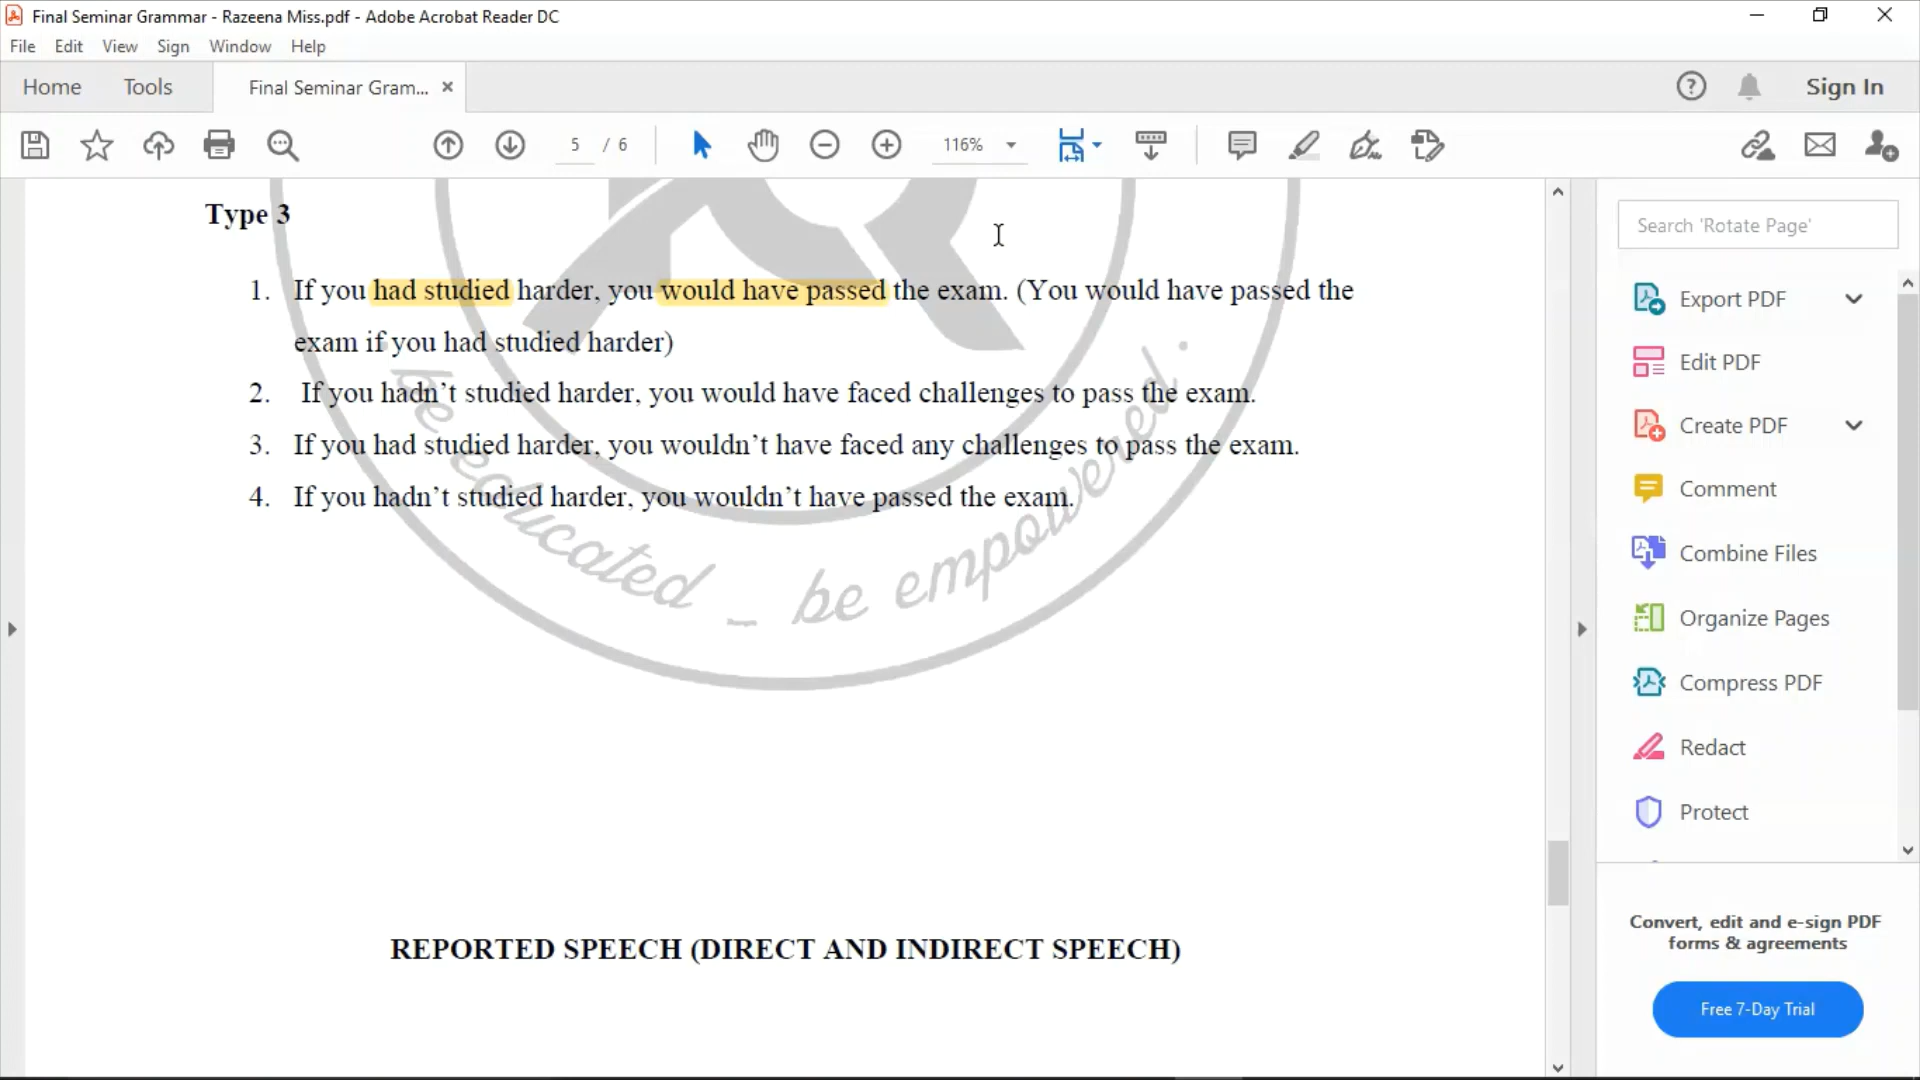 Final Seminar Grammar - Razeena Miss.pdf - Adobe Acrobat Reader DC
File Edit View Sign Window Help
Home Tools Final Seminar Gram... Sign In
5 / 6 116%
Search 'Rotate Page'
Type 3
1. If you had studied harder, you would have passed the exam. (You would have passed the
exam if you had studied harder)
2. If you hadn't studied harder, you would have faced challenges to pass the exam.
3. If you had studied harder, you wouldn't have faced any challenges to pass the exam.
4. If you hadn't studied harder, you wouldn't have passed the exam.
be educated _ be empowered.
REPORTED SPEECH (DIRECT AND INDIRECT SPEECH)
Export PDF
Edit PDF
Create PDF
Comment
Combine Files
Organize Pages
Compress PDF
Redact
Protect
Convert, edit and e-sign PDF
forms & agreements
Free 7-Day Trial